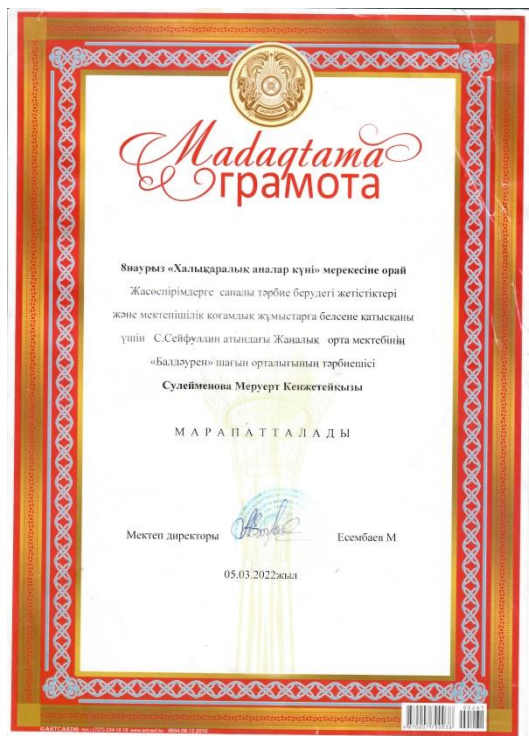 Madaqtama
грамота
8наурыз «Халықаралық аналар күні» мерекесіне орай
Жасөспірімдерге саналы тәрбие берудегі жетістіктері
және мектепішілік қоғамдық жұмыстарға белсене қатысқаны
үшін С.Сейфуллин атындағы Жаңалық орта мектебінің
«Балдәурен» шағын орталығының тәрбиешісі
Сулейменова Меруерт Кенжетейқызы
МАРАПАТТАЛАДЫ
Мектеп директоры Есембаев М
05.03.2022жыл